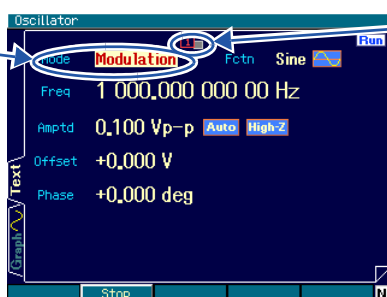 Oscillator
1 Run
Mode Modulation Fctn Sine
Freq 1 000.000 000 00 Hz
Amptd 0.100 Vp-p Auto High-Z
Offset +0.000 V
Phase +0.000 deg
Text
Graph
Stop
N